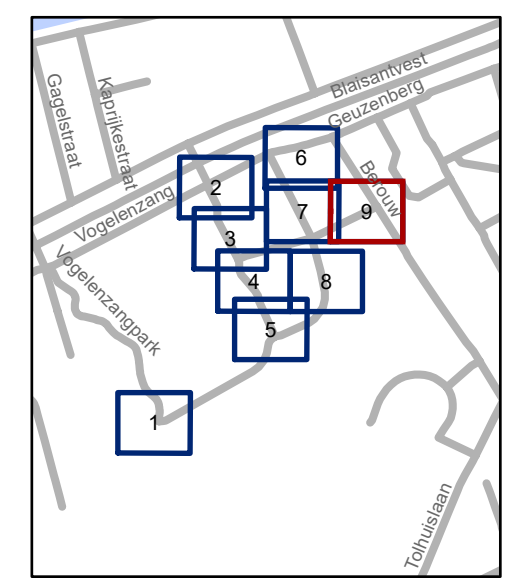 Blaisantvest
Geuzenberg
Gagelstraat
Kaprijkestraat
6
2
Berouw
Vogelenzang
7
9
3
Vogelenzangpark
4
8
5
1
Tolhuislaan